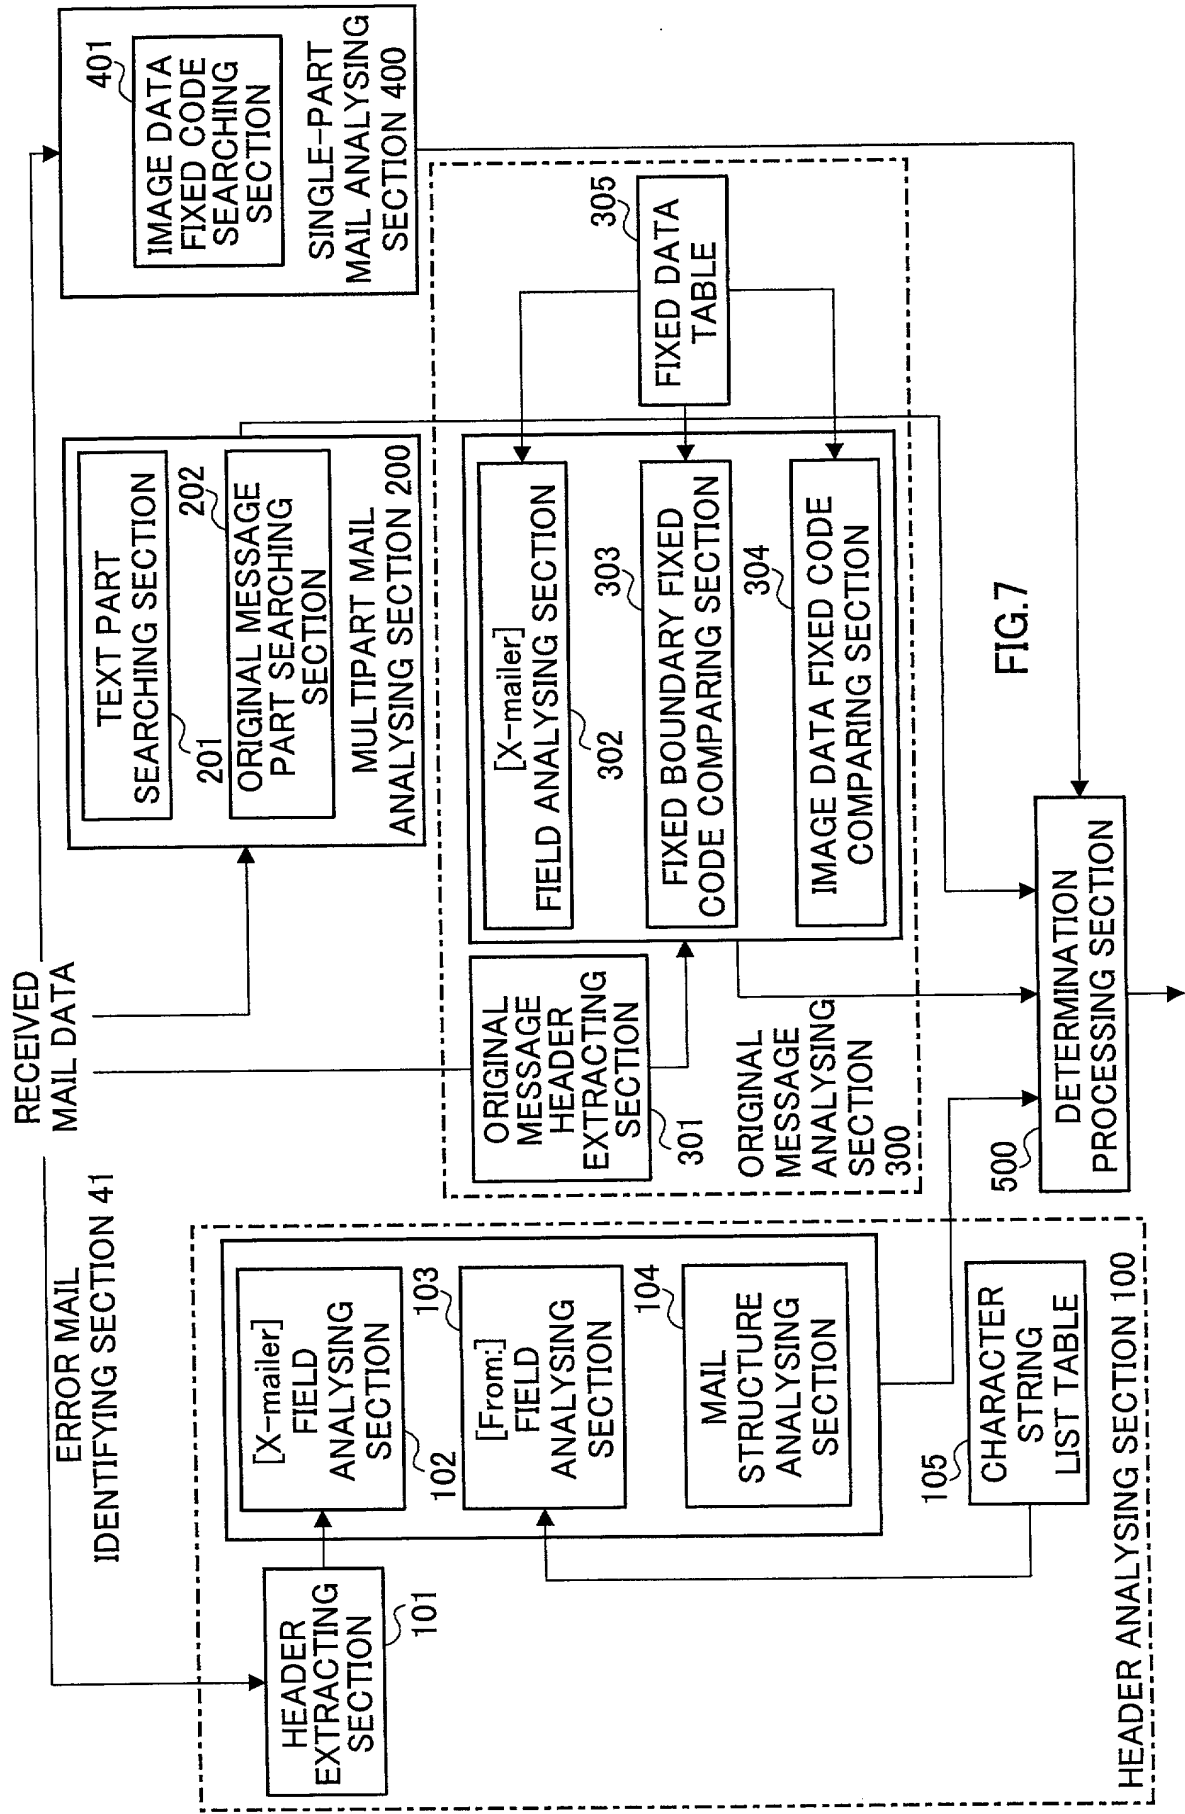 RECEIVED
MAIL DATA
ERROR MAIL
IDENTIFYING SECTION 41
HEADER
EXTRACTING
SECTION
101
[X-mailer]
FIELD
ANALYSING
SECTION
102
[From:]
FIELD
ANALYSING
SECTION
103
MAIL
STRUCTURE
ANALYSING
SECTION
104
CHARACTER
STRING
LIST TABLE
105
HEADER ANALYSING SECTION 100
TEXT PART
SEARCHING SECTION
201
ORIGINAL MESSAGE
PART SEARCHING
SECTION
202
MULTIPART MAIL
ANALYSING SECTION 200
ORIGINAL
MESSAGE
HEADER
EXTRACTING
SECTION
301
[X-mailer]
FIELD ANALYSING SECTION
302
FIXED BOUNDARY FIXED
CODE COMPARING SECTION
303
IMAGE DATA FIXED CODE
COMPARING SECTION
304
FIXED DATA
TABLE
305
ORIGINAL
MESSAGE
ANALYSING
SECTION
300
IMAGE DATA
FIXED CODE
SEARCHING
SECTION
401
SINGLE-PART
MAIL ANALYSING
SECTION 400
DETERMINATION
PROCESSING SECTION
500
FIG.7